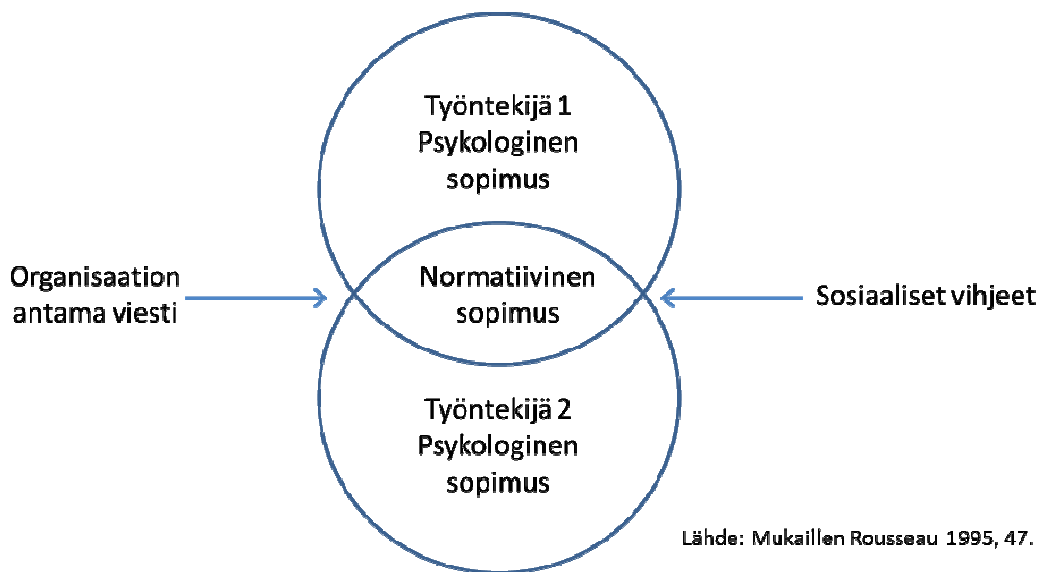 Työntekijä 1
Psykologinen
sopimus
Organisaation
antama viesti
Normatiivinen
sopimus
Sosiaaliset vihjeet
Työntekijä 2
Psykologinen
sopimus
Lähde: Mukaillen Rousseau 1995, 47.